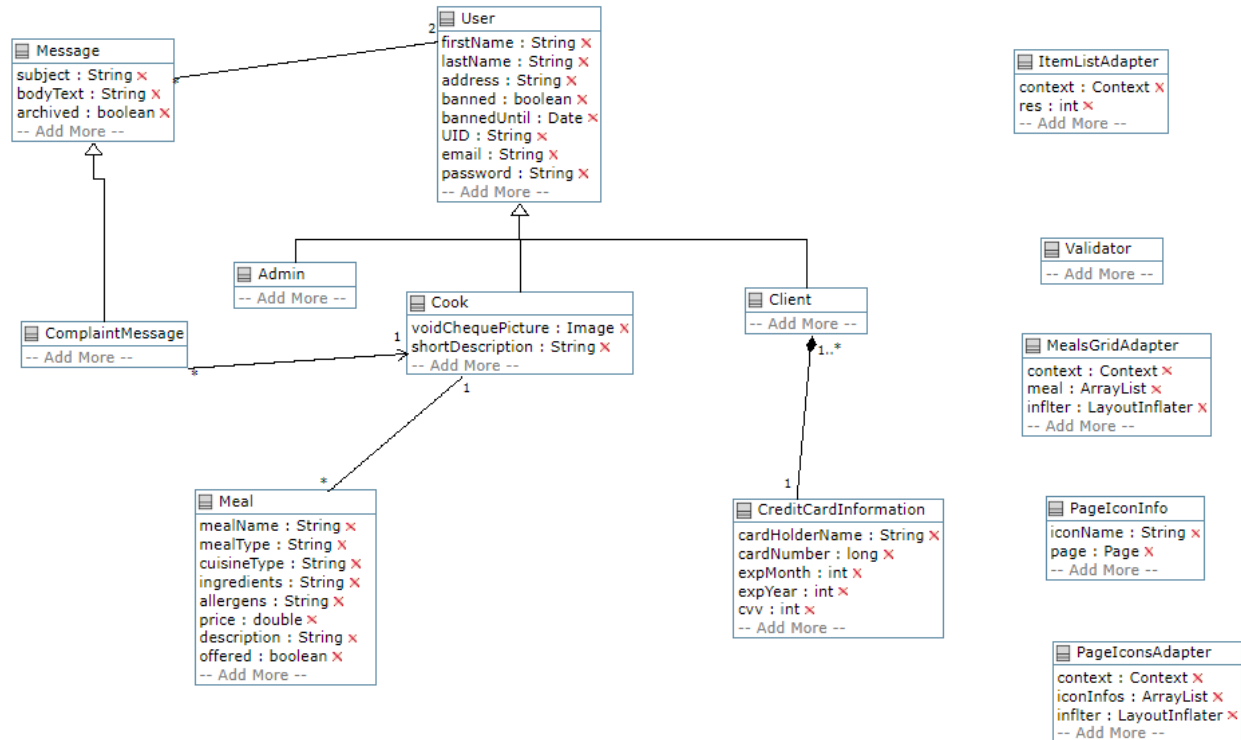 Message
subject : String
bodyText : String
archived : boolean
-- Add More --
*
2
User
firstName : String
lastName : String
address : String
banned : boolean
bannedUntil : Date
UID : String
email : String
password : String
-- Add More --
ItemListAdapter
context : Context
res : int
-- Add More --
Admin
-- Add More --
Cook
voidChequePicture : Image
shortDescription : String
-- Add More --
Client
-- Add More --
Validator
-- Add More --
ComplaintMessage
-- Add More --
*
1
1
*
1..*
1
MealsGridAdapter
context : Context
meal : ArrayList
inflter : LayoutInflater
-- Add More --
Meal
mealName : String
mealType : String
cuisineType : String
ingredients : String
allergens : String
price : double
description : String
offered : boolean
-- Add More --
CreditCardInformation
cardHolderName : String
cardNumber : long
expMonth : int
expYear : int
cvv : int
-- Add More --
PageIconInfo
iconName : String
page : Page
-- Add More --
PageIconsAdapter
context : Context
iconInfos : ArrayList
inflter : LayoutInflater
-- Add More --